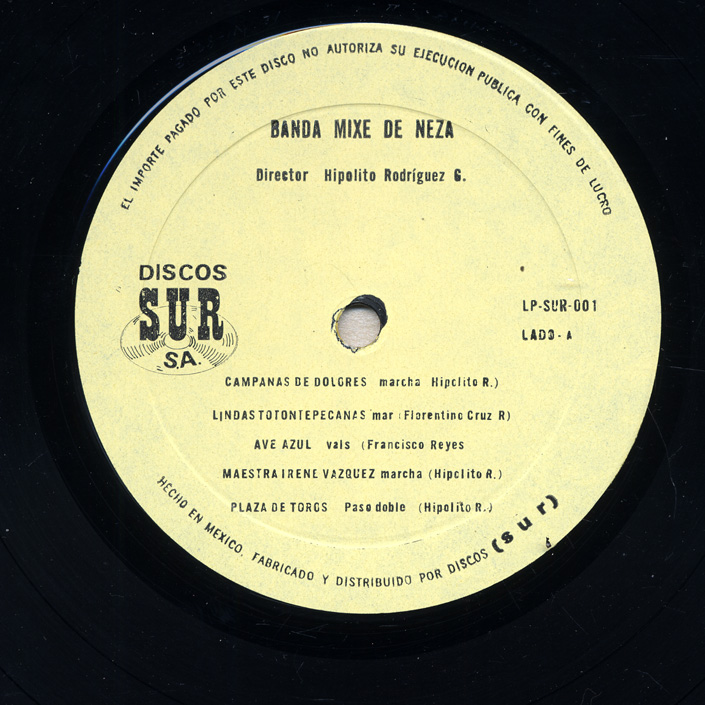 EL IMPORTE PAGADO POR ESTE DISCO NO AUTORIZA SU EJECUCION PUBLICA CON FINES DE LUCRO
BANDA MIXE DE NEZA
Director Hipolito Rodríguez G.
DISCOS
SUR
S.A.
LP-SUR-001
LADO - A
CAMPANAS DE DOLORES marcha Hipolito R.)
LINDAS TOTONTEPECANAS mar (Florentino Cruz R)
AVE AZUL vals (Francisco Reyes
MAESTRA IRENE VAZQUEZ marcha (Hipolito R.)
PLAZA DE TOROS Paso doble (Hipolito R.)
HECHO EN MEXICO, FABRICADO Y DISTRIBUIDO POR DISCOS (sur)